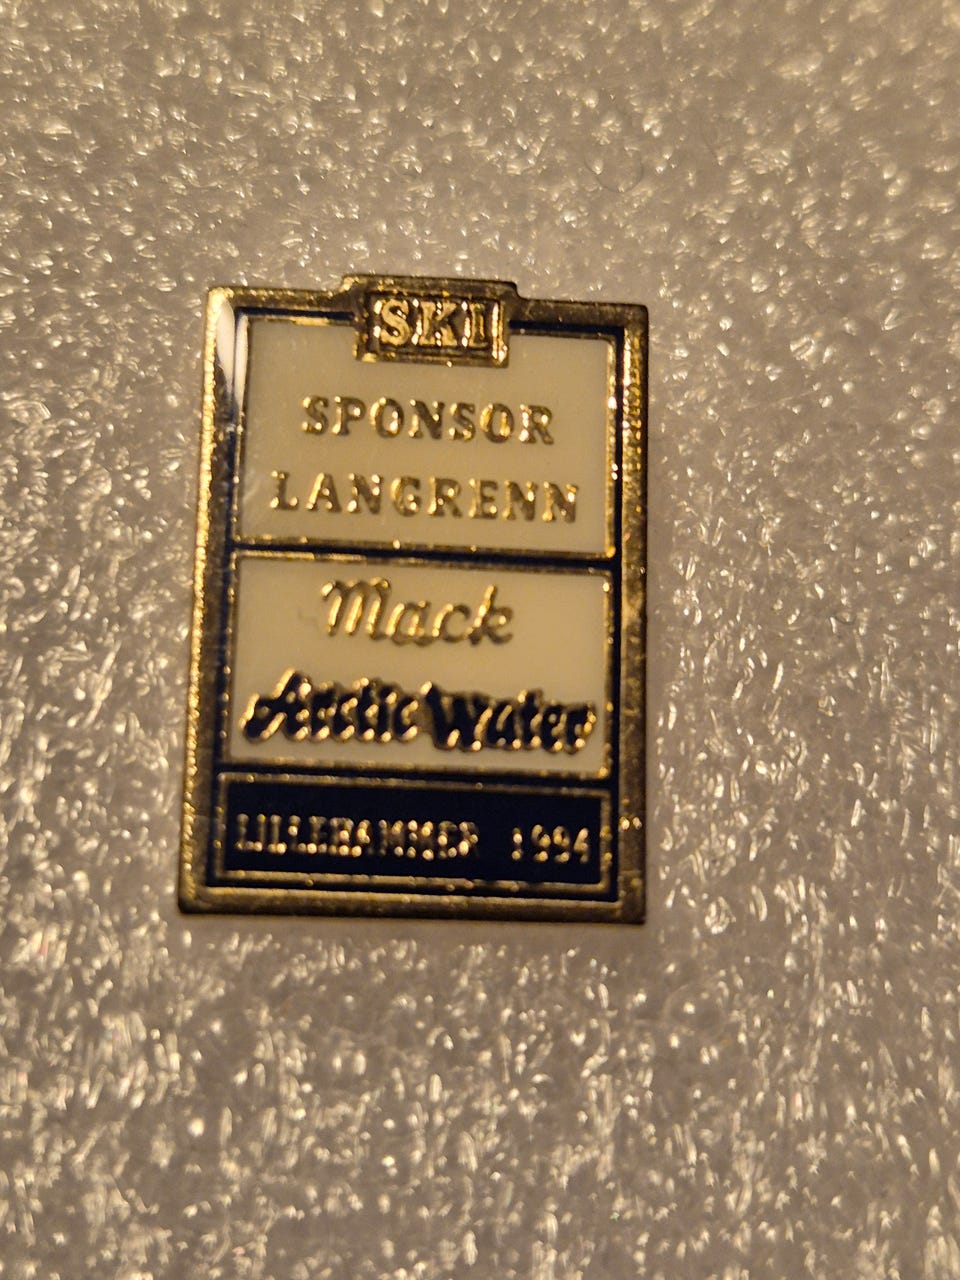 SKI
SPONSOR
LANGRENN
Mack
Arctic Water
LILLEHAMMER 1994